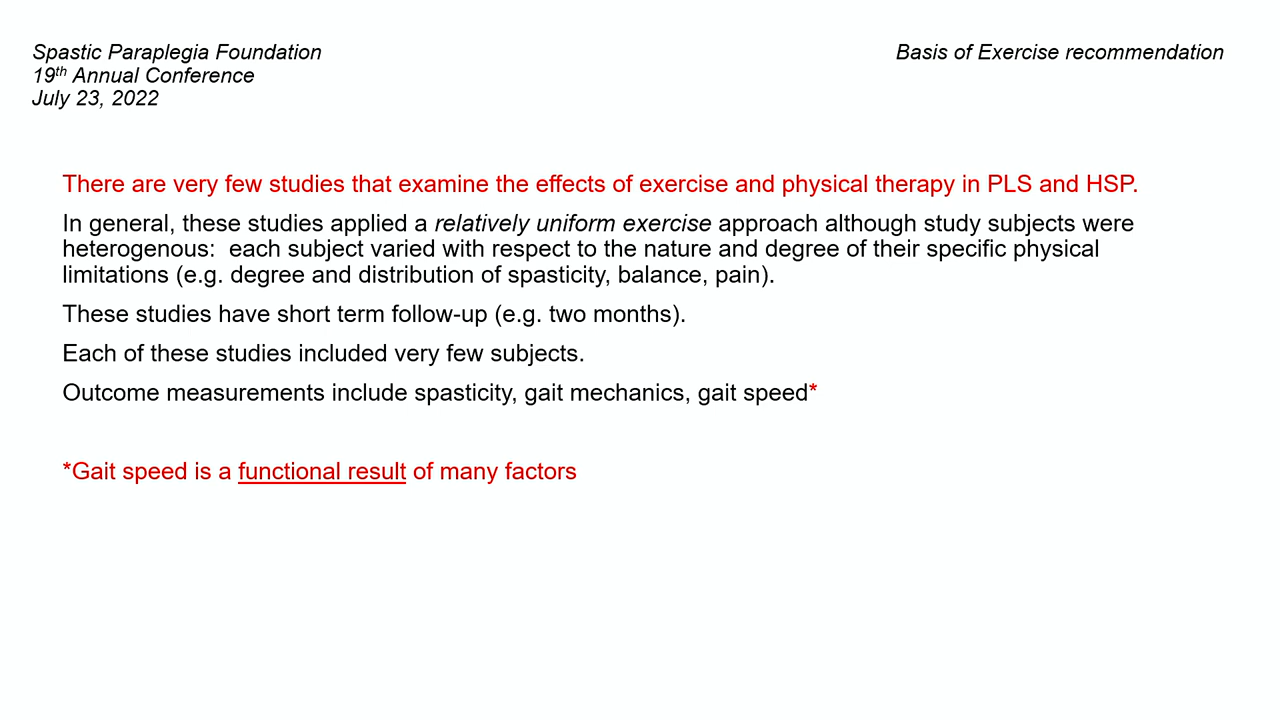 Spastic Paraplegia Foundation
19th Annual Conference
July 23, 2022
Basis of Exercise recommendation
There are very few studies that examine the effects of exercise and physical therapy in PLS and HSP.
In general, these studies applied a relatively uniform exercise approach although study subjects were
heterogenous:  each subject varied with respect to the nature and degree of their specific physical
limitations (e.g. degree and distribution of spasticity, balance, pain).
These studies have short term follow-up (e.g. two months).
Each of these studies included very few subjects.
Outcome measurements include spasticity, gait mechanics, gait speed*
*Gait speed is a functional result of many factors